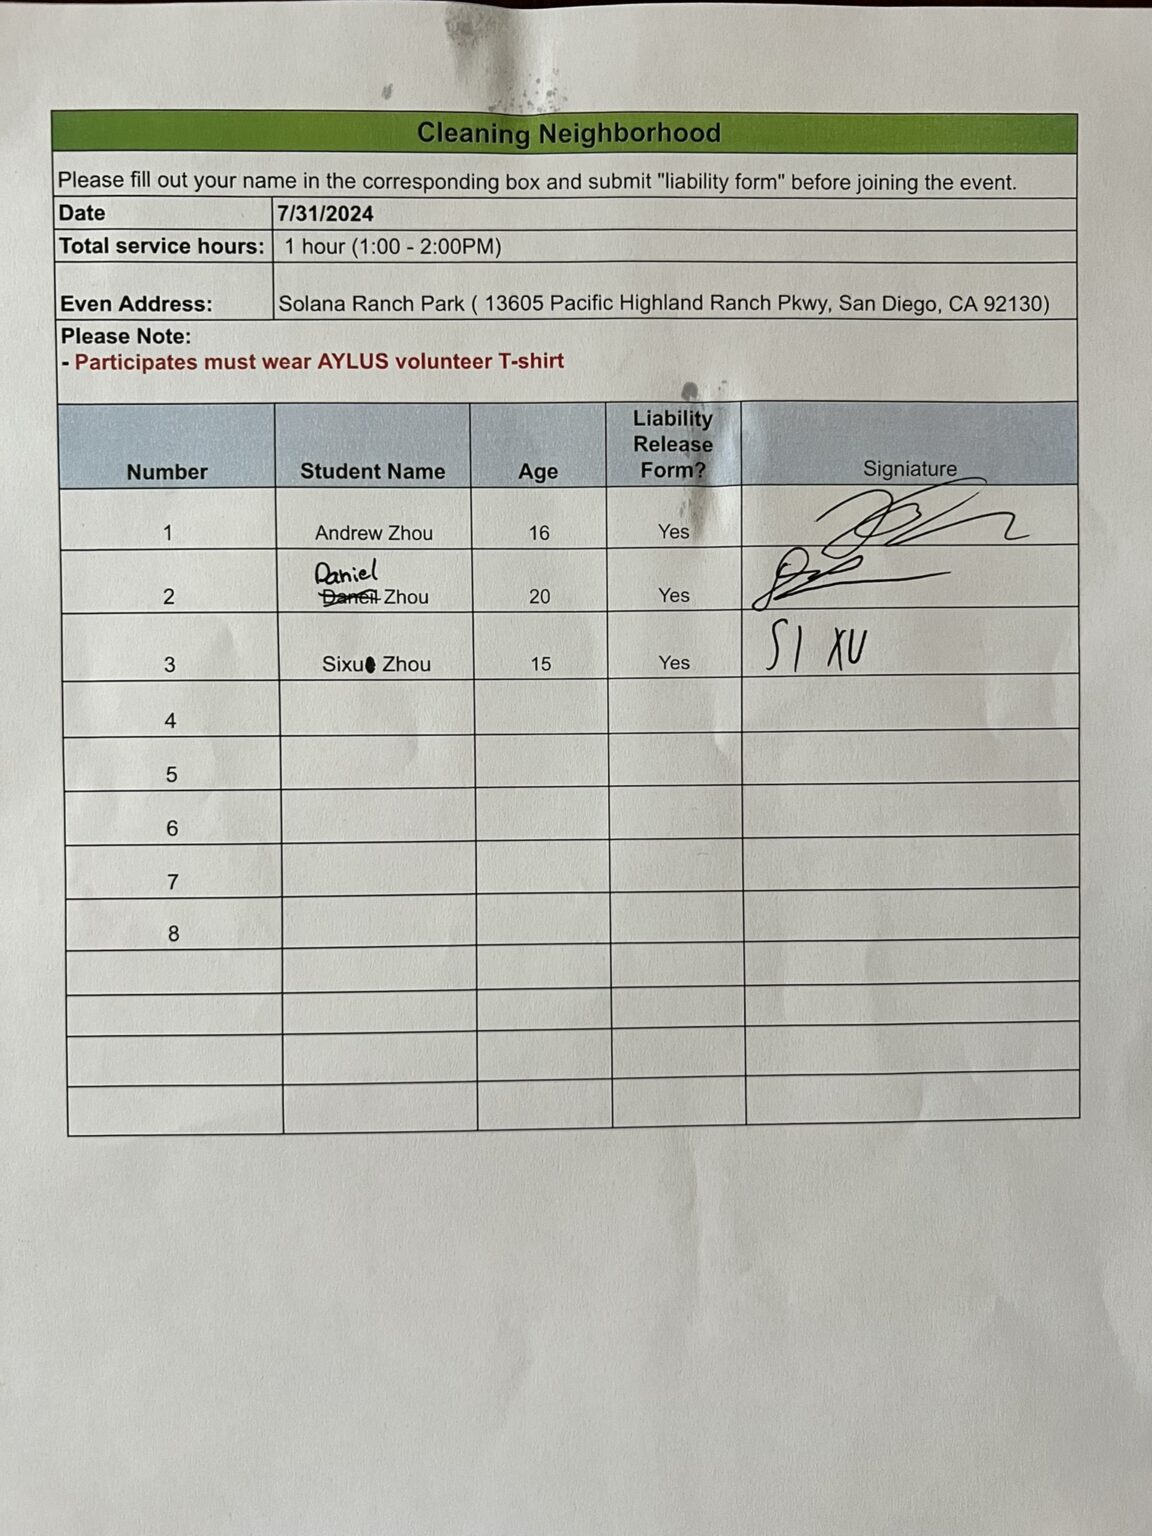 Cleaning Neighborhood
Please fill out your name in the corresponding box and submit "liability form" before joining the event.
Date 7/31/2024
Total service hours: 1 hour (1:00 - 2:00PM)
Even Address: Solana Ranch Park ( 13605 Pacific Highland Ranch Pkwy, San Diego, CA 92130)
Please Note:
- Participates must wear AYLUS volunteer T-shirt
Number Student Name Age Liability Release Form? Signiature
1 Andrew Zhou 16 Yes
Daniel
2 Daneil Zhou 20 Yes
3 Sixu Zhou 15 Yes SI XU
4
5
6
7
8